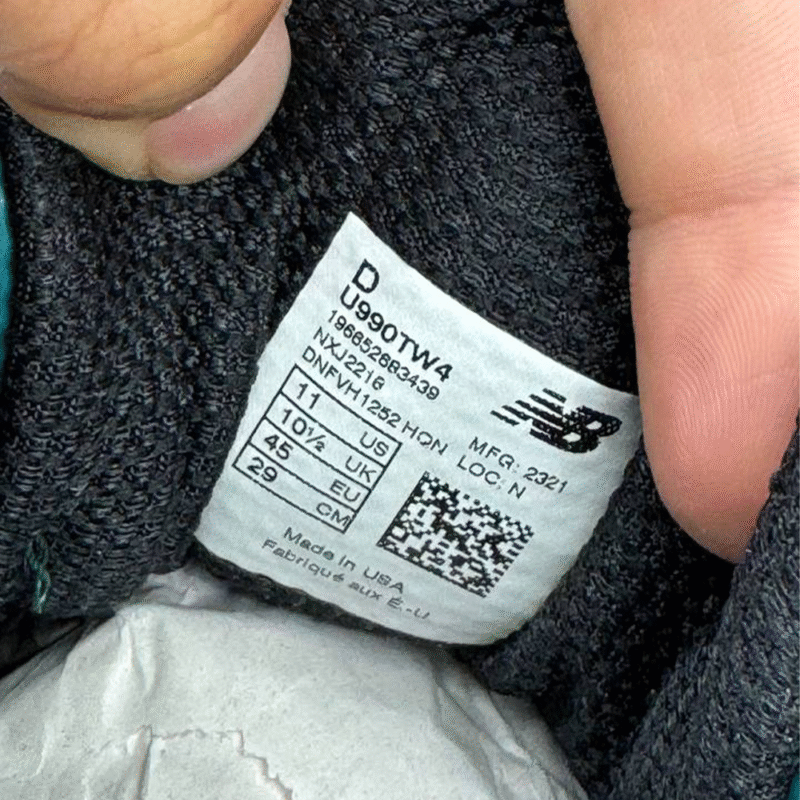 D
U990TW4
196652683439
NXJ2216
DNFVH1252 HQN
NB
MFG: 2321
LOC: N
11 US
10½ UK
45 EU
29 CM
Made in USA
Fabriqué aux É.-U